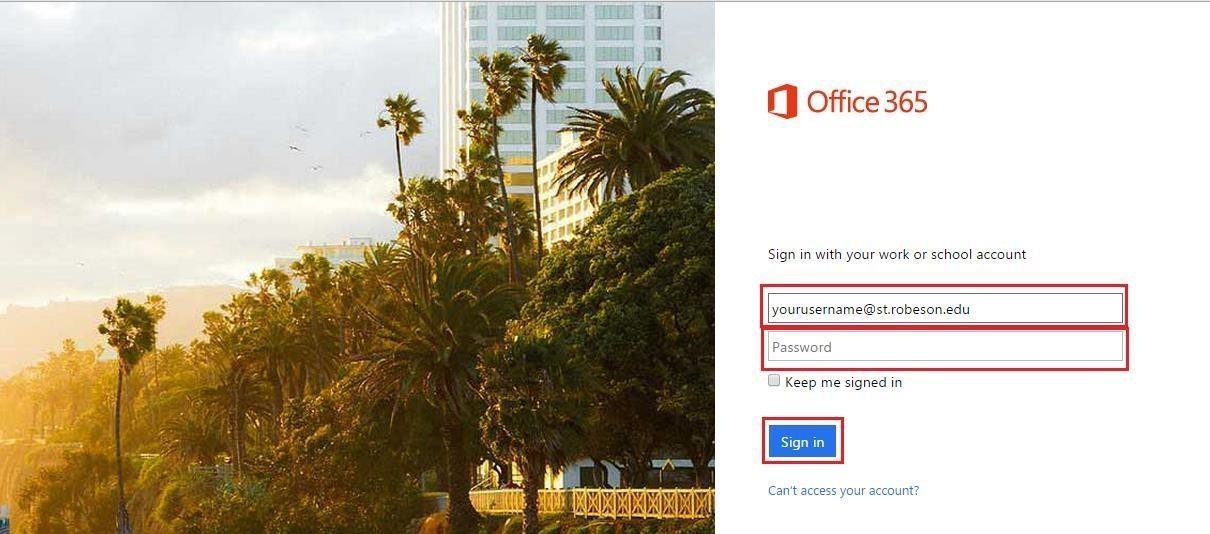 Office 365
Sign in with your work or school account
yourusername@st.robeson.edu
Password
Keep me signed in
Sign in
Can't access your account?